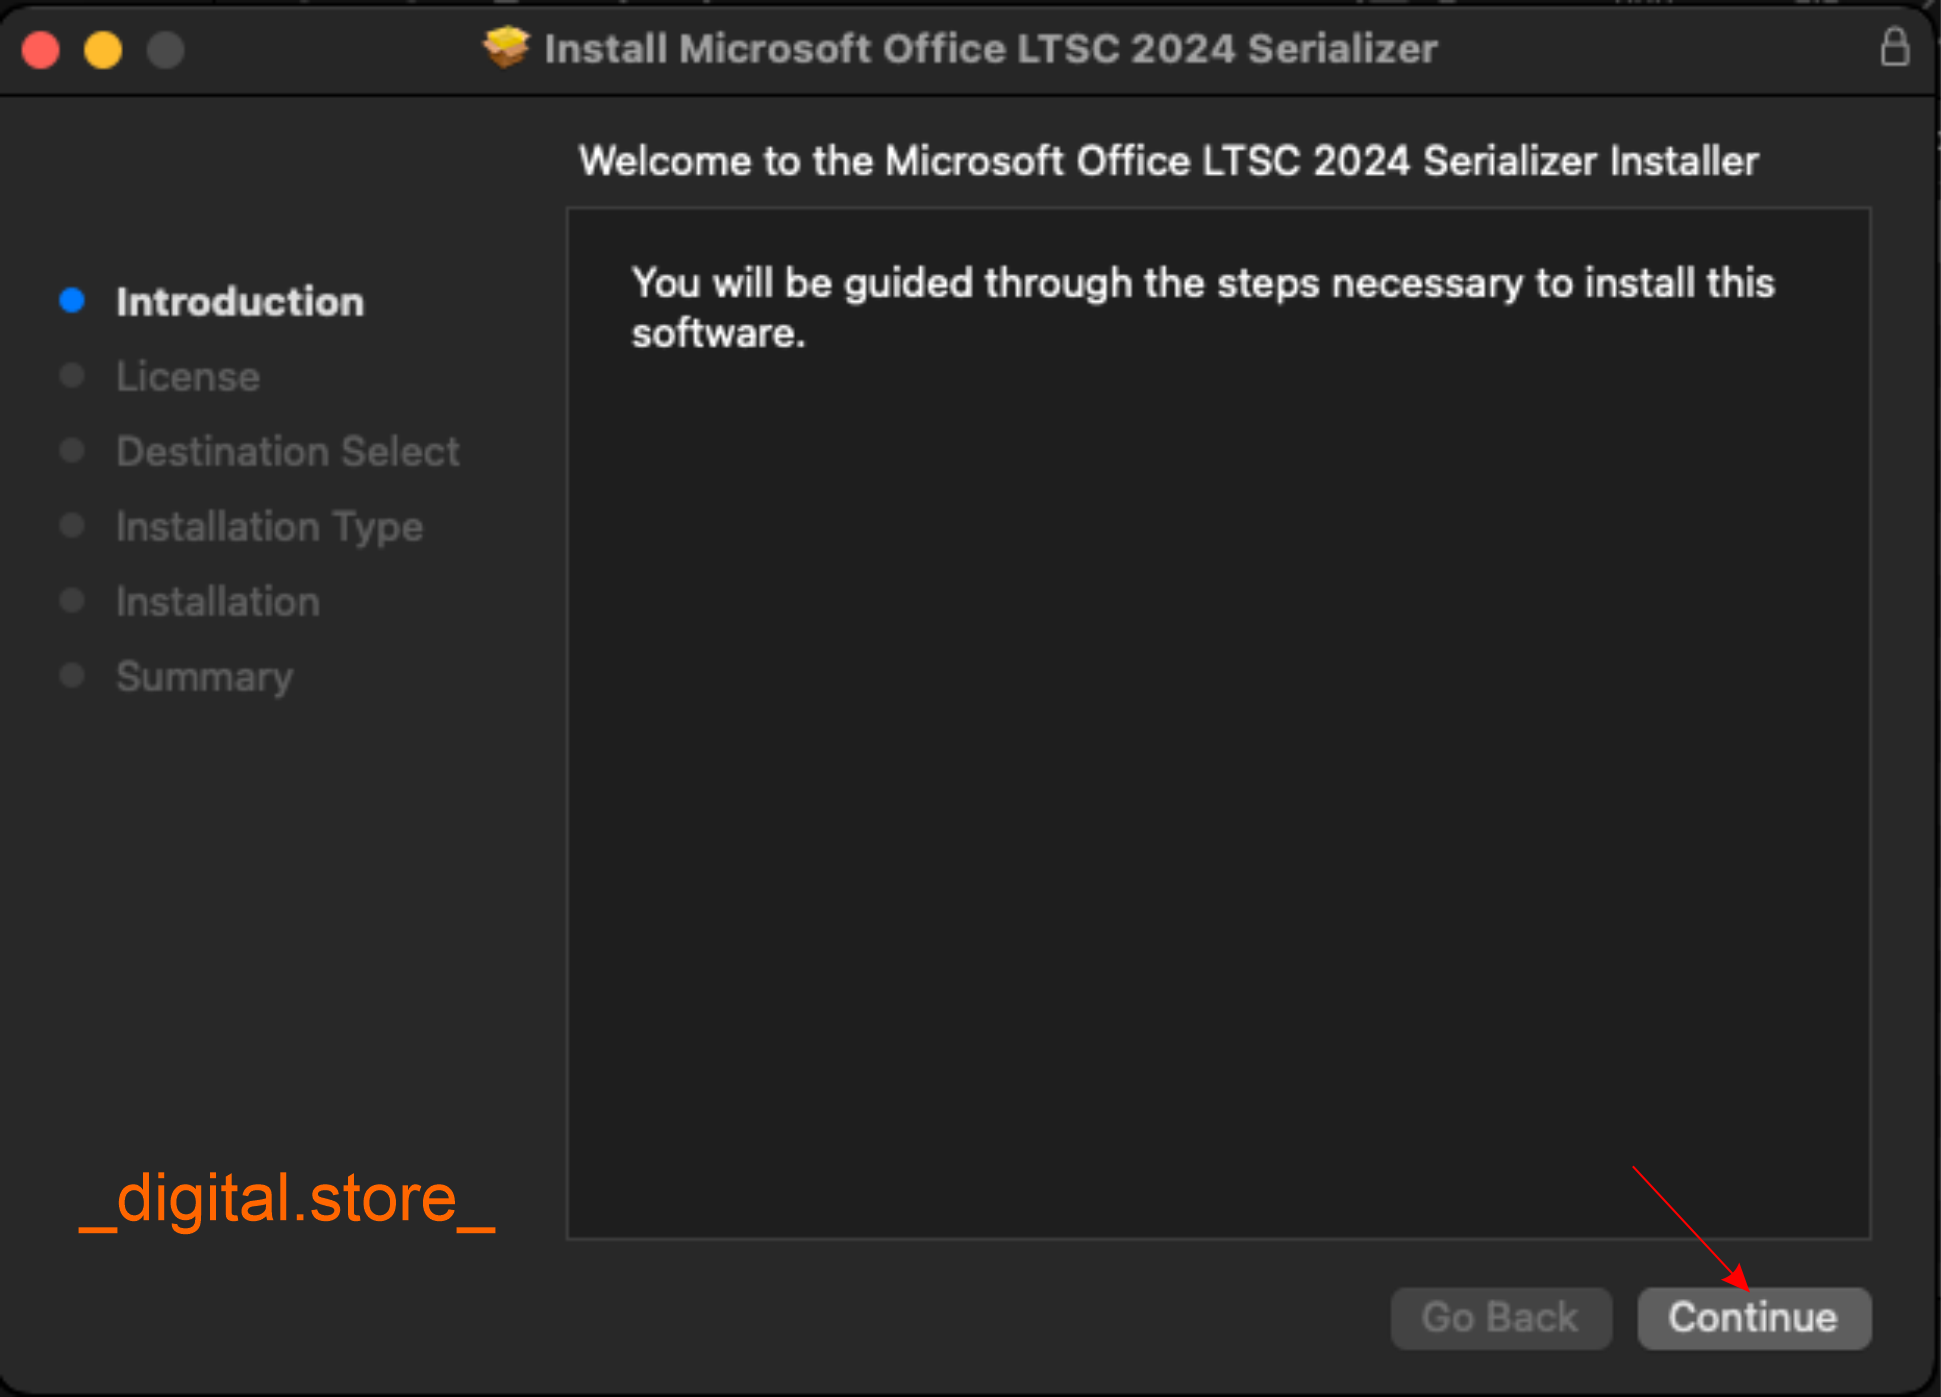 Install Microsoft Office LTSC 2024 Serializer
Welcome to the Microsoft Office LTSC 2024 Serializer Installer
Introduction
License
Destination Select
Installation Type
Installation
Summary
You will be guided through the steps necessary to install this
software.
_digital.store_
Go Back
Continue